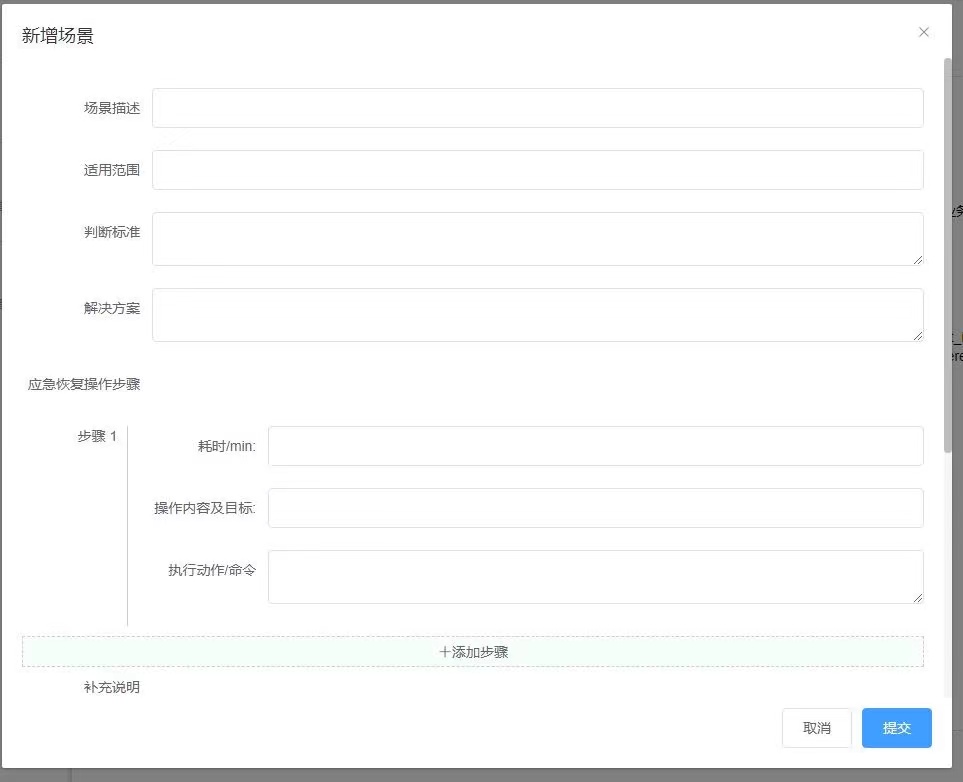 新增场景
场景描述
适用范围
判断标准
解决方案
应急恢复操作步骤
步骤 1
耗时/min:
操作内容及目标:
执行动作/命令
+添加步骤
补充说明
取消
提交